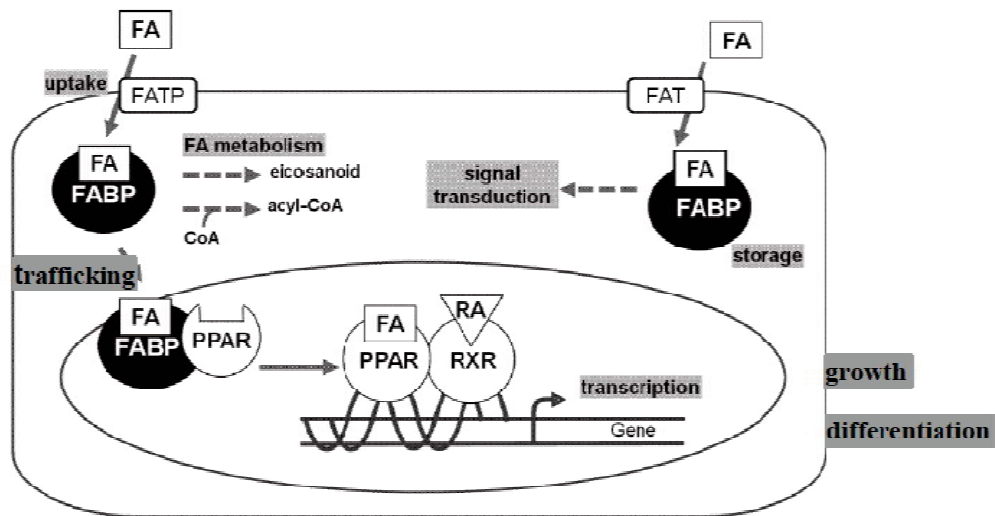 FA
FA
uptake
FATP
FAT
FA
FABP
FA metabolism
eicosanoid
acyl-CoA
CoA
signal
transduction
FA
FABP
storage
trafficking
FA
FABP
PPAR
FA
PPAR
RA
RXR
transcription
Gene
growth
differentiation